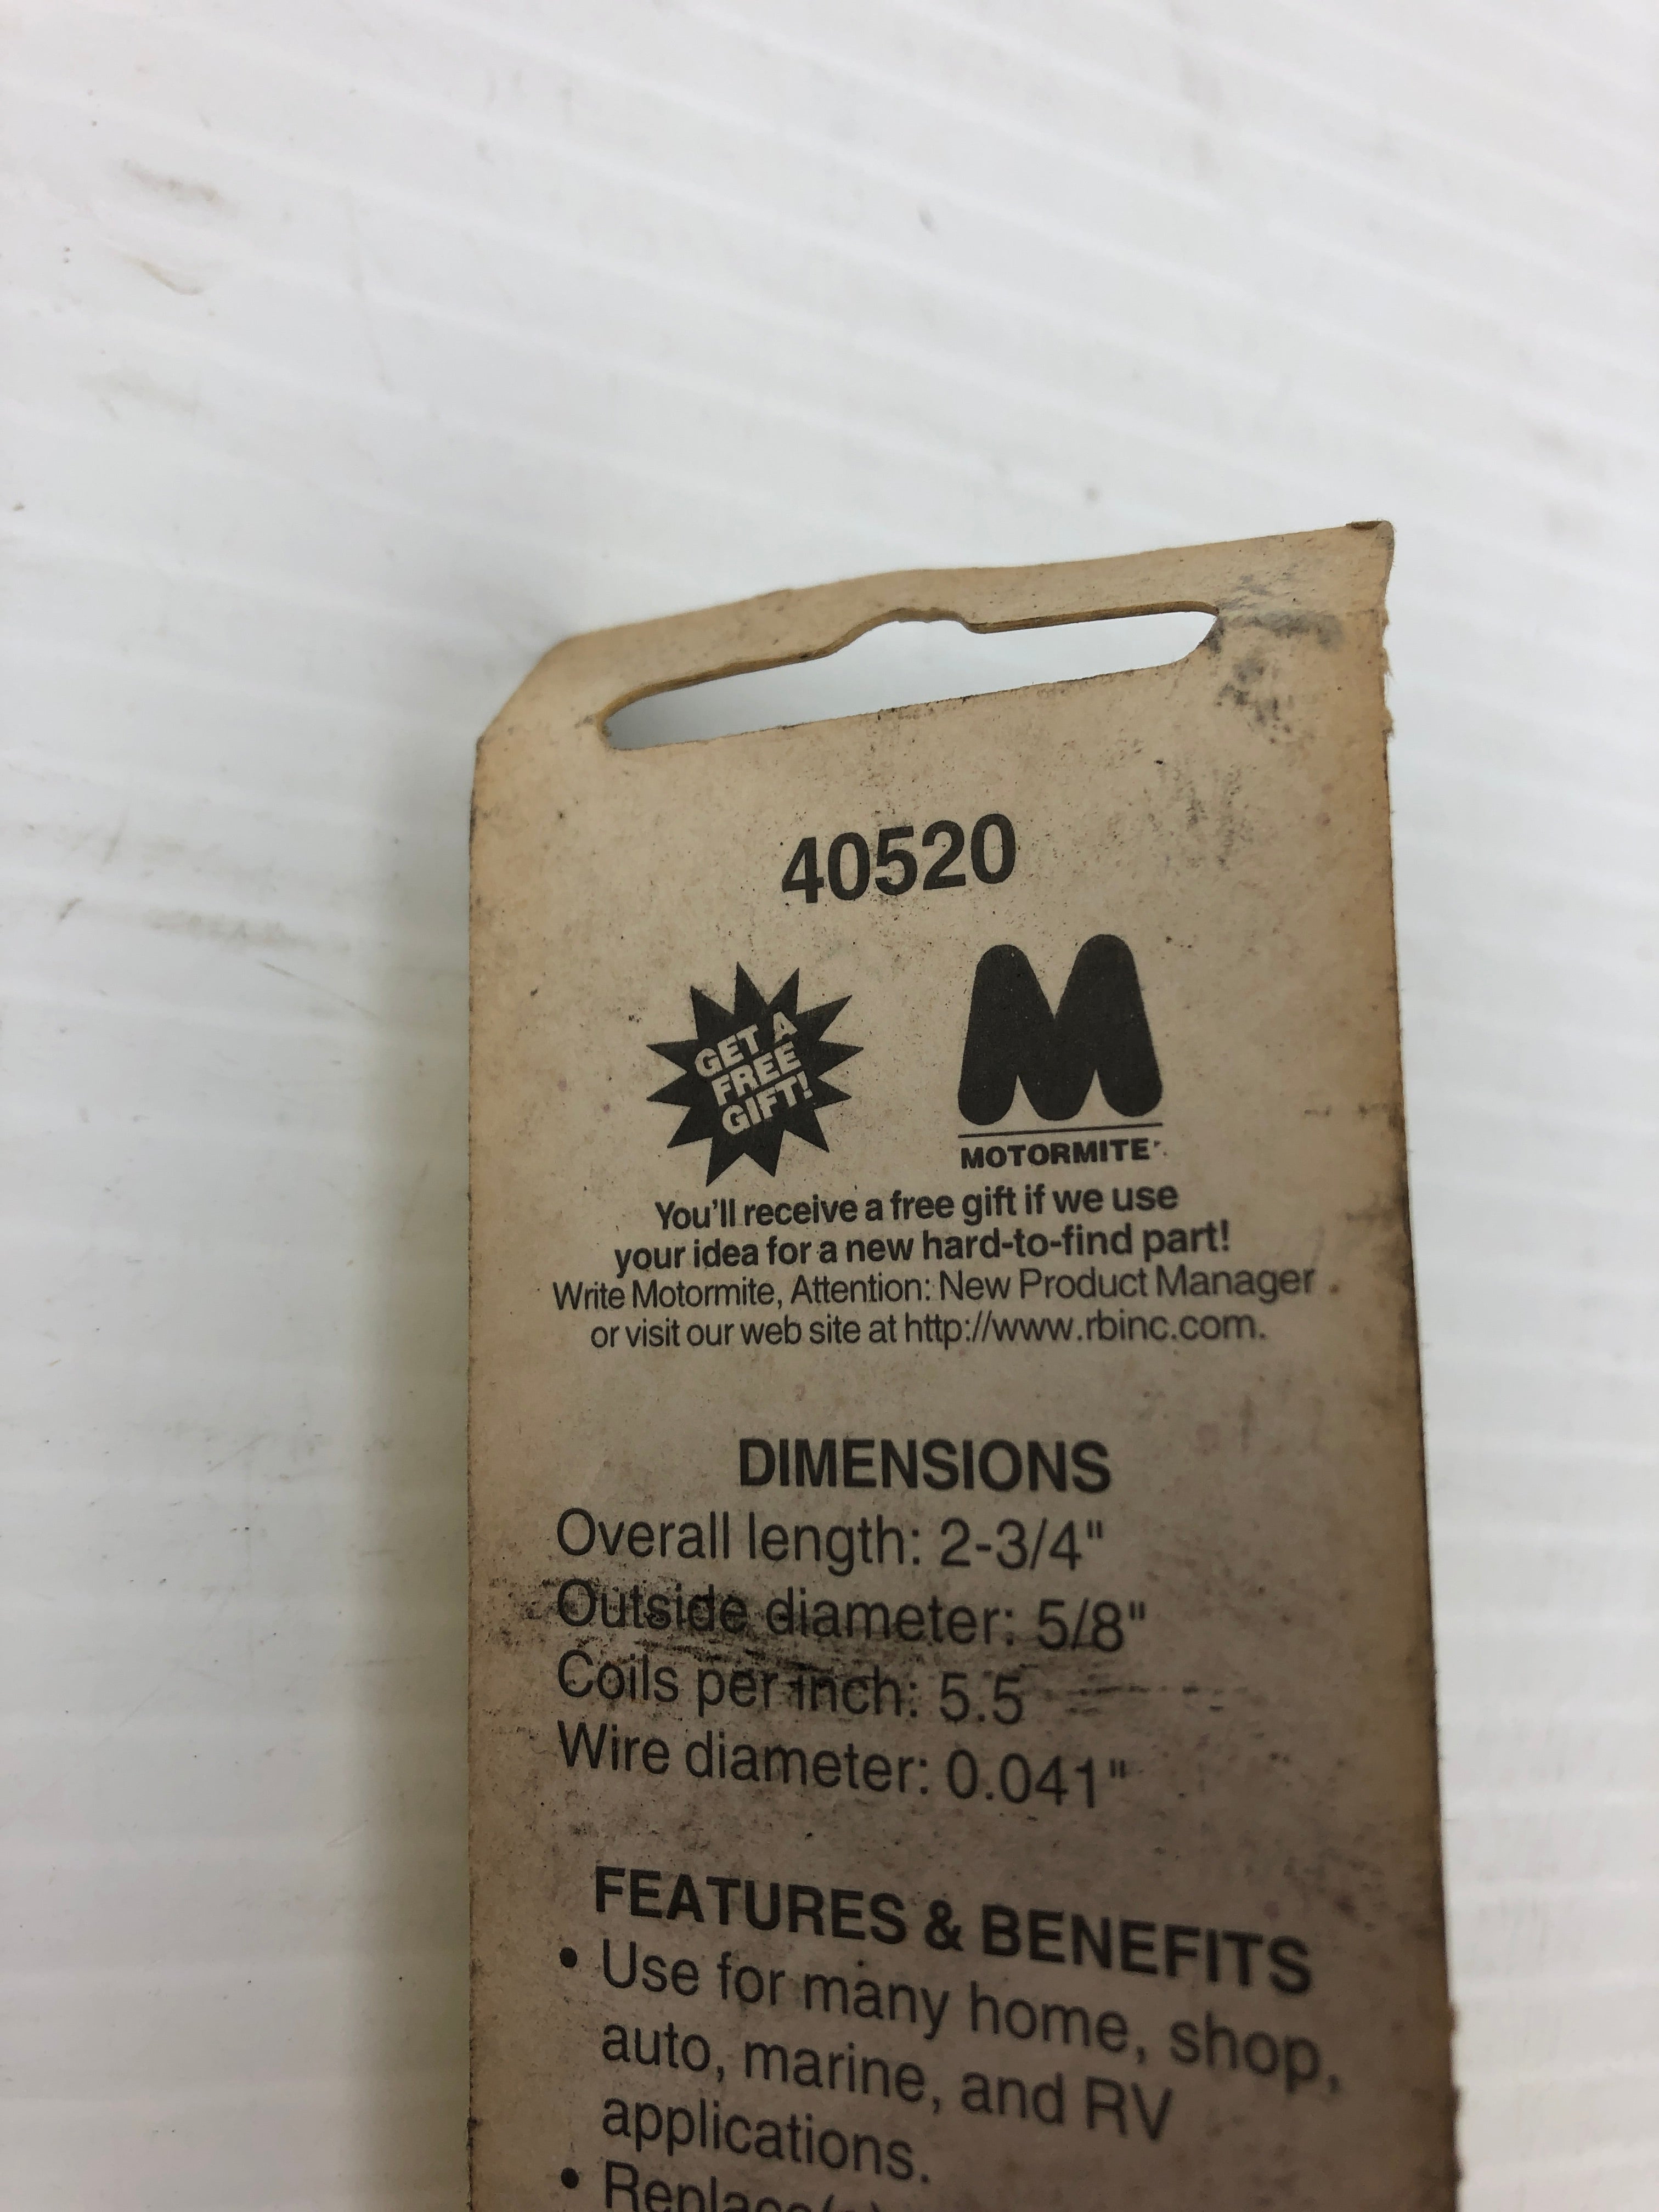 40520
GET A
FREE
GIFT!
MOTORMITE
You'll receive a free gift if we use
your idea for a new hard-to-find part!
Write Motormite, Attention: New Product Manager
or visit our web site at http://www.rbinc.com.
DIMENSIONS
Overall length: 2-3/4"
Outside diameter: 5/8"
Coils per inch: 5.5
Wire diameter: 0.041"
FEATURES & BENEFITS
• Use for many home, shop,
auto, marine, and RV
applications.
• Replace(s)